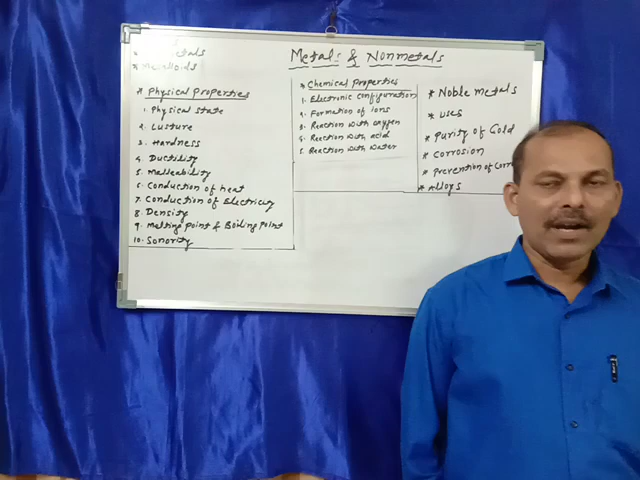 Metals & Nonmetals
* Metalloids
* Physical Properties
1. Physical state
2. Lusture
3. Hardness
4. Ductility
5. Malleability
6. Conduction of heat
7. Conduction of Electricity
8. Density
9. Melting point & Boiling point
10. Sonority
* Chemical Properties
1. Electronic configuration
2. Formation of ions
3. Reaction with oxygen
4. Reaction with acid
5. Reaction with water
* Noble metals
* uses
* Purity of Gold
* Corrosion
* Prevention of
* Alloys